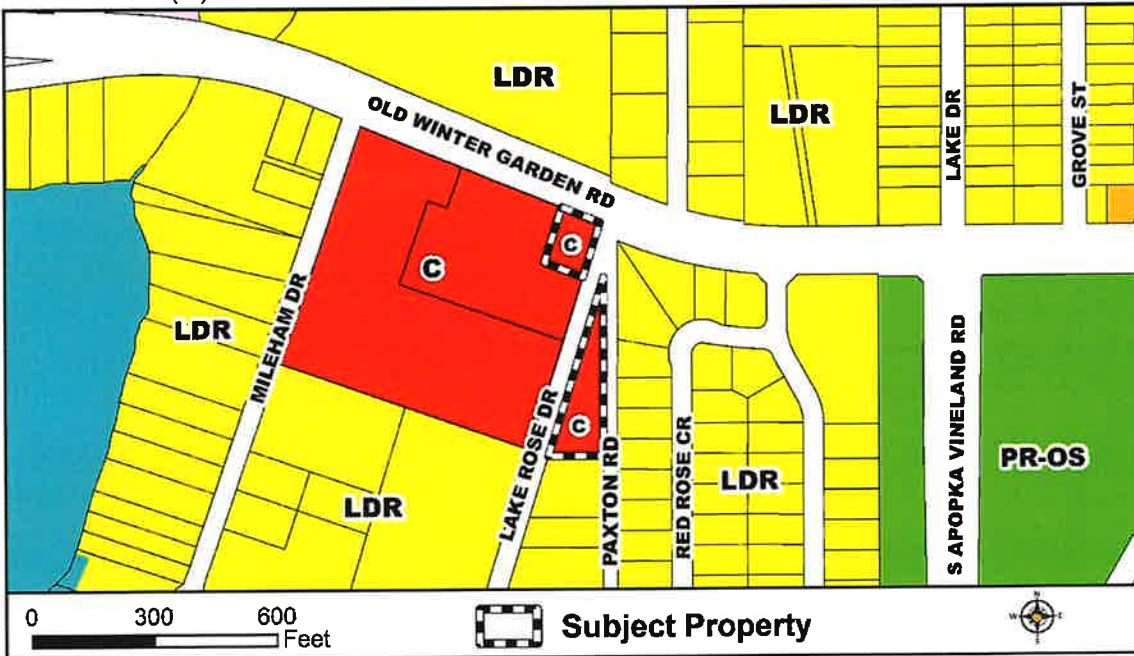 LDR
OLD WINTER GARDEN RD
LDR
LAKE DR
GROVE ST
C
C
MILEHAM DR
LDR
C
LAKE ROSE DR
PAXTON RD
RED ROSE CR
LDR
LDR
S APOPKA VINELAND RD
PR-OS
0 300 600
Feet
Subject Property
N
W E
S